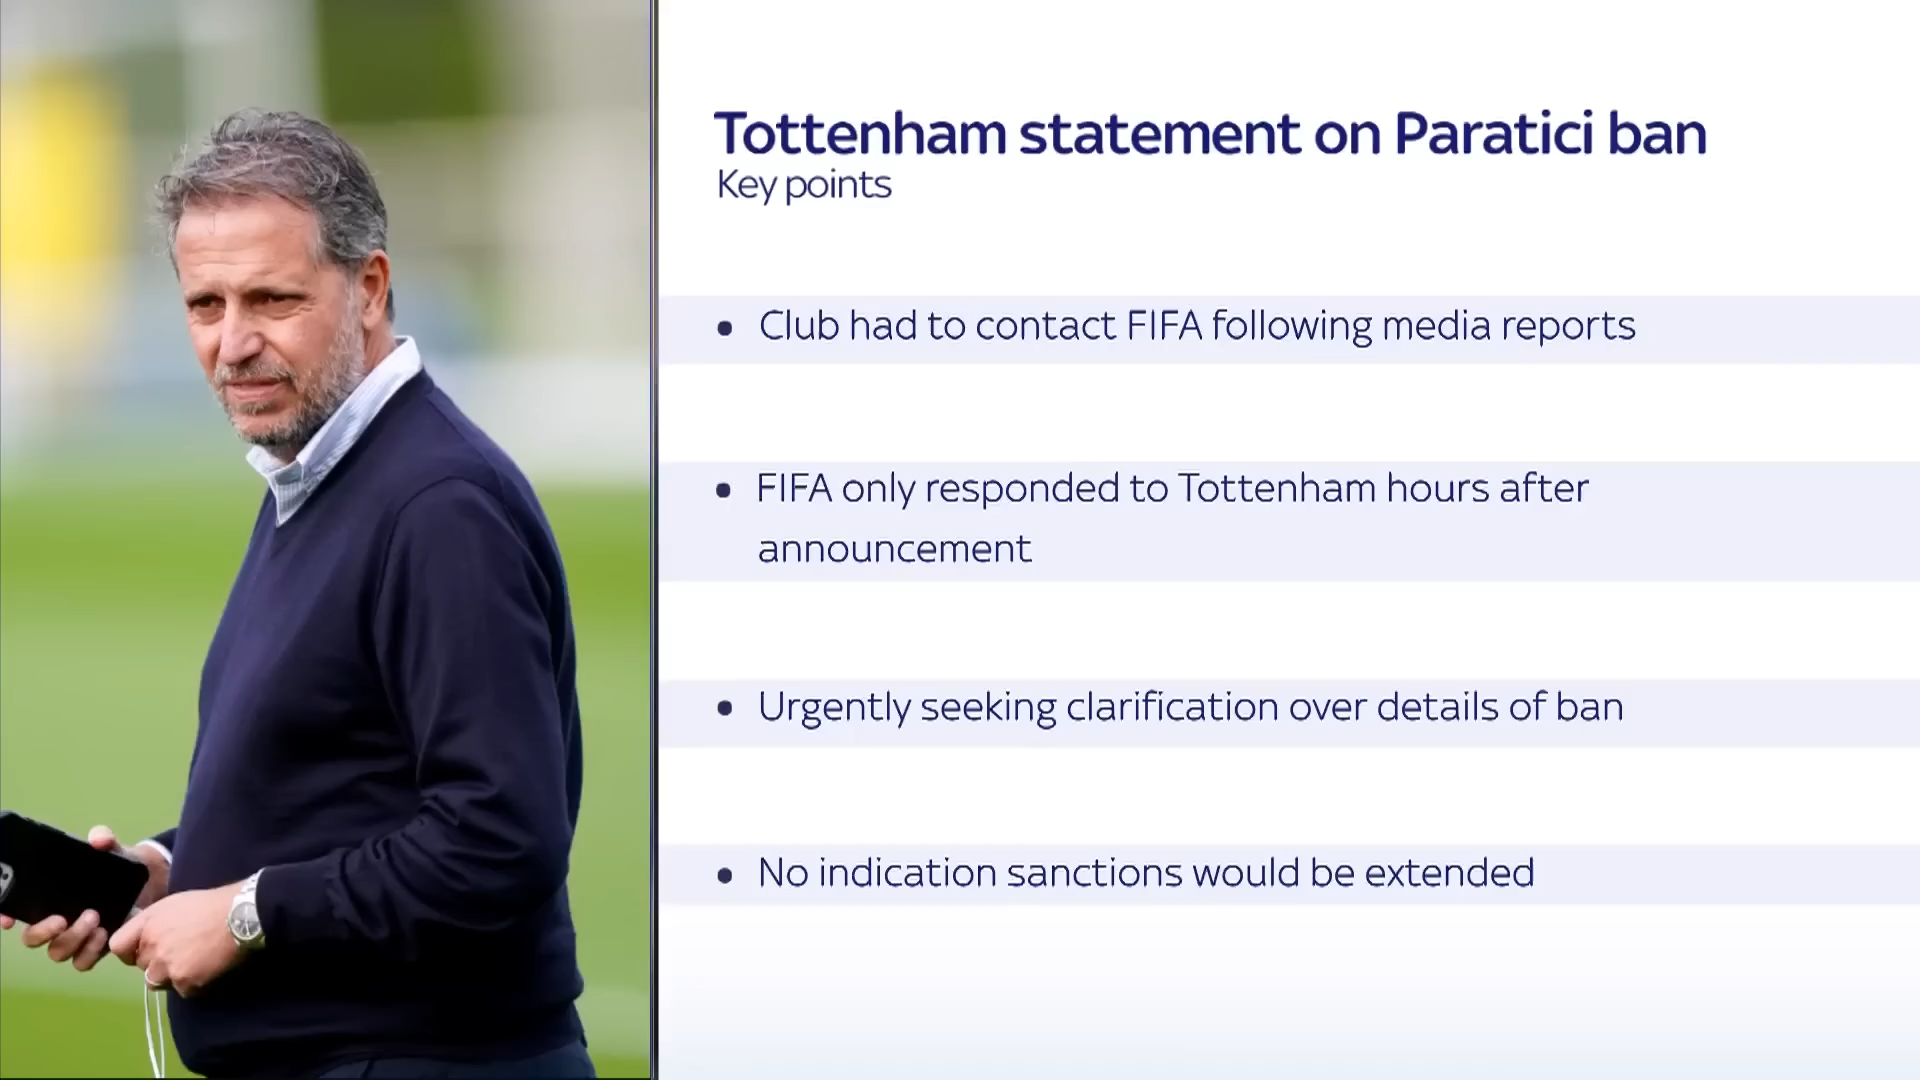 Tottenham statement on Paratici ban
Key points
• Club had to contact FIFA following media reports
• FIFA only responded to Tottenham hours after
announcement
• Urgently seeking clarification over details of ban
• No indication sanctions would be extended